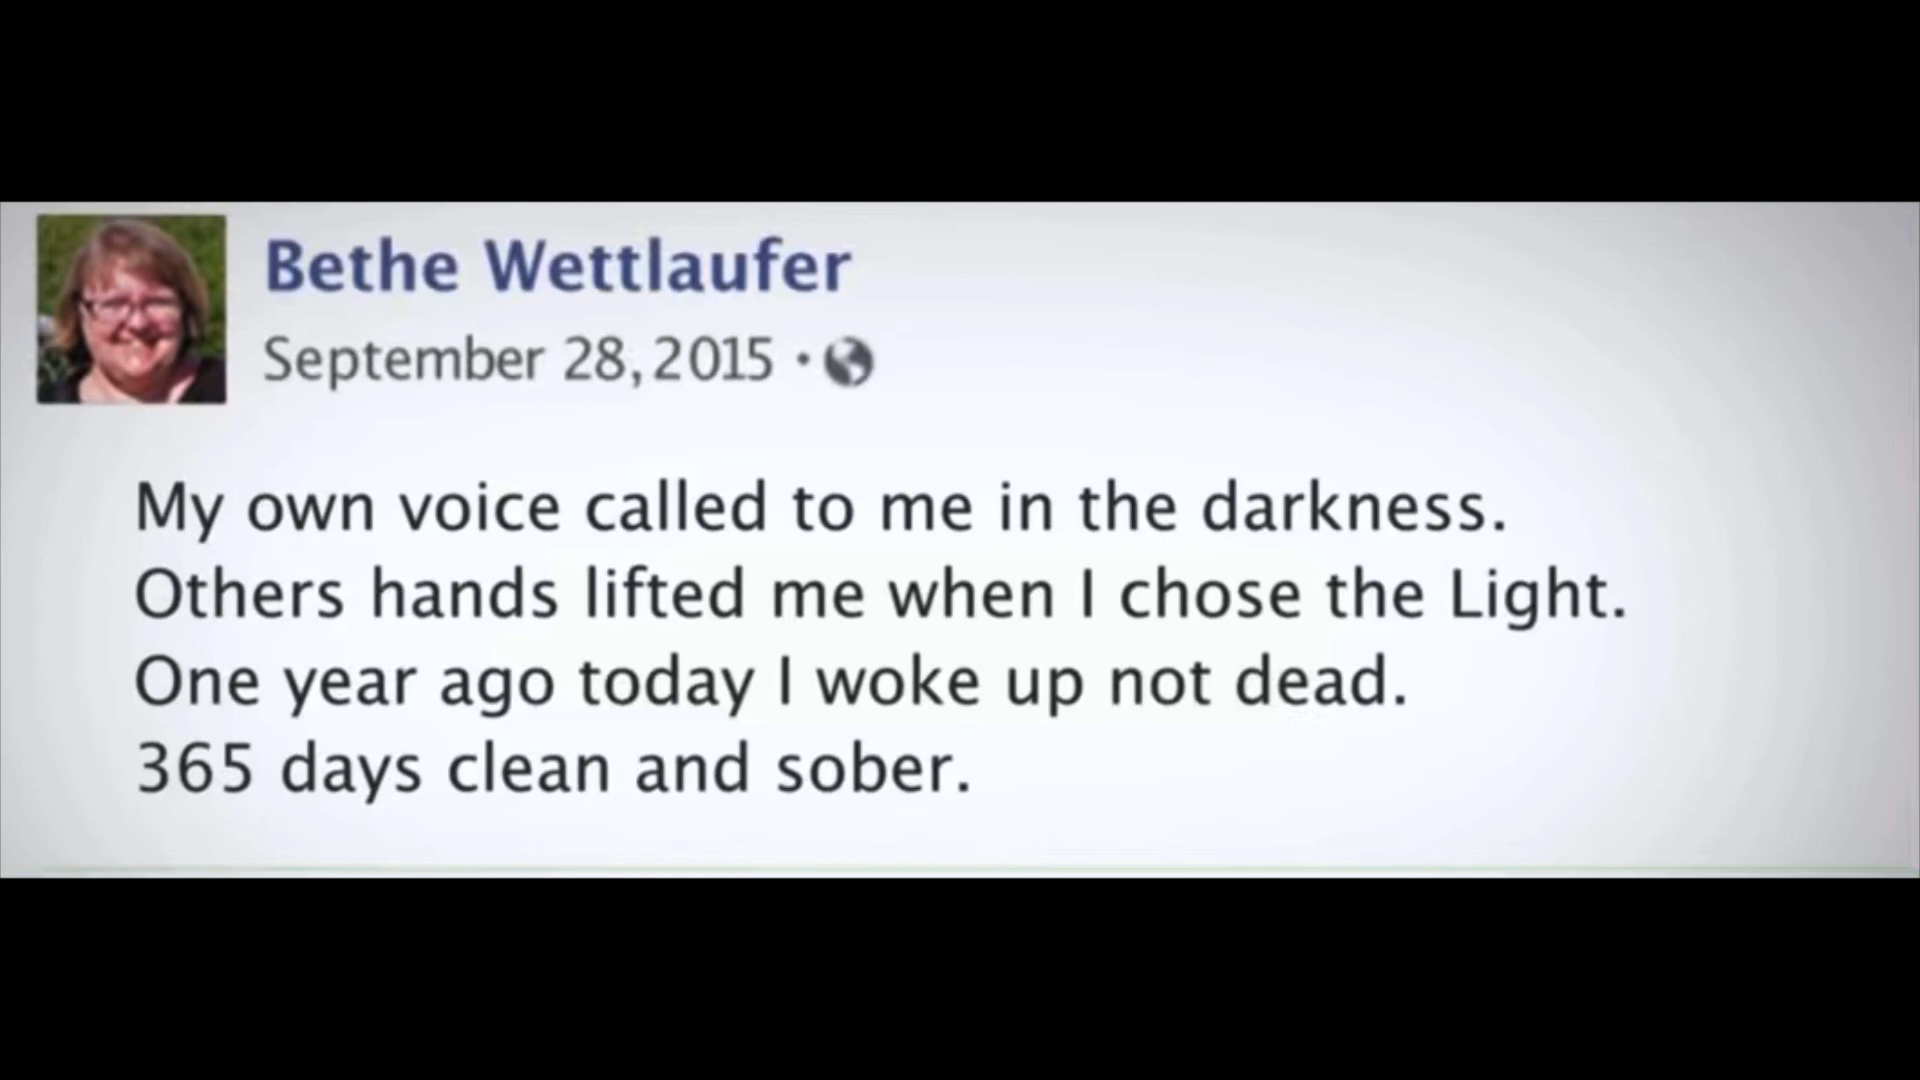 Bethe Wettlaufer
September 28, 2015 ·
My own voice called to me in the darkness.
Others hands lifted me when I chose the Light.
One year ago today I woke up not dead.
365 days clean and sober.